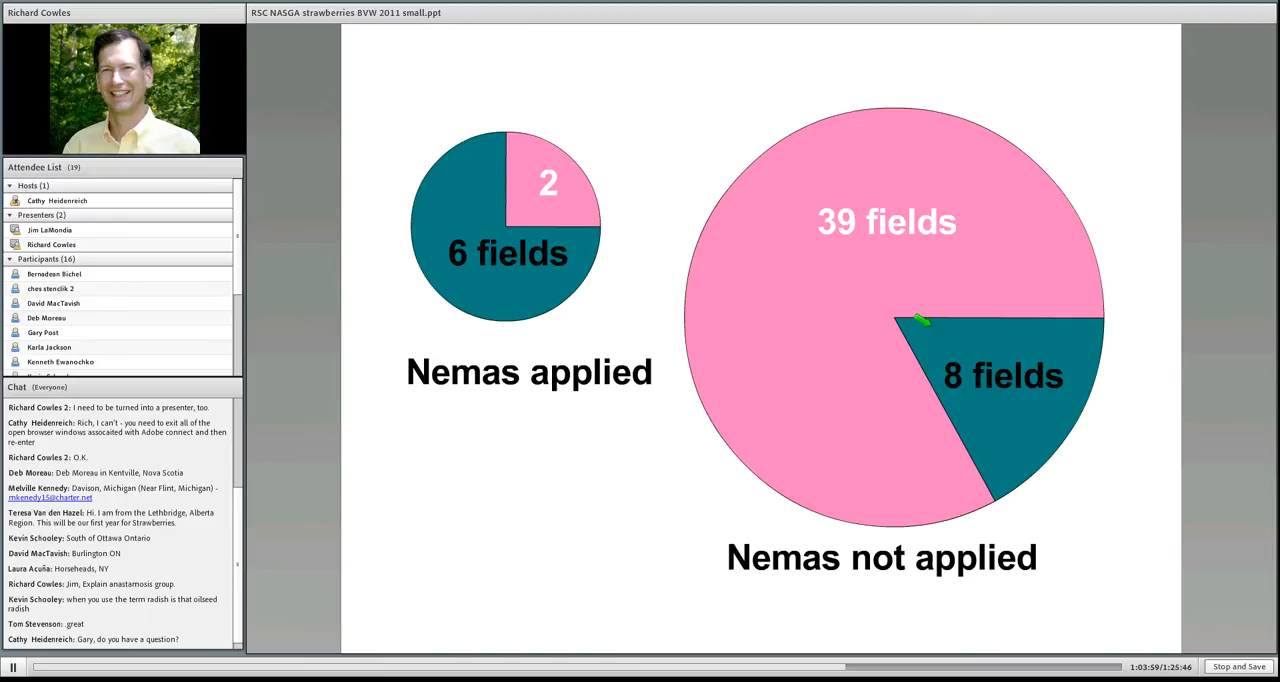 Richard Cowles
RSC NASGA strawberries BVW 2011 small.ppt
Attendee List (19)
Hosts (1)
Cathy Heidenreich
Presenters (2)
Jim LaMondia
Richard Cowles
Participants (16)
Bernadean Bichel
ches stenclik 2
David MacTavish
Deb Moreau
Gary Post
Karla Jackson
Kenneth Ewanochko
Chat (Everyone)
Richard Cowles 2: I need to be turned into a presenter, too.
Cathy Heidenreich: Rich, I can't - you need to exit all of the
open browser windows assocaited with Adobe connect and then
re-enter
Richard Cowles 2: O.K.
Deb Moreau: Deb Moreau in Kentville, Nova Scotia
Melville Kennedy: Davison, Michigan (Near Flint, Michigan) -
mkenedy15@charter.net
Teresa Van den Hazel: Hi. I am from the Lethbridge, Alberta
Region. This will be our first year for Strawberries.
Kevin Schooley: South of Ottawa Ontario
David MacTavish: Burlington ON
Laura Acuña: Horseheads, NY
Richard Cowles: Jim, Explain anastamosis group.
Kevin Schooley: when you use the term radish is that oilseed
radish
Tom Stevenson: .great
Cathy Heidenreich: Gary, do you have a question?
2
6 fields
Nemas applied
39 fields
8 fields
Nemas not applied
1:03:59/1:25:46
Stop and Save